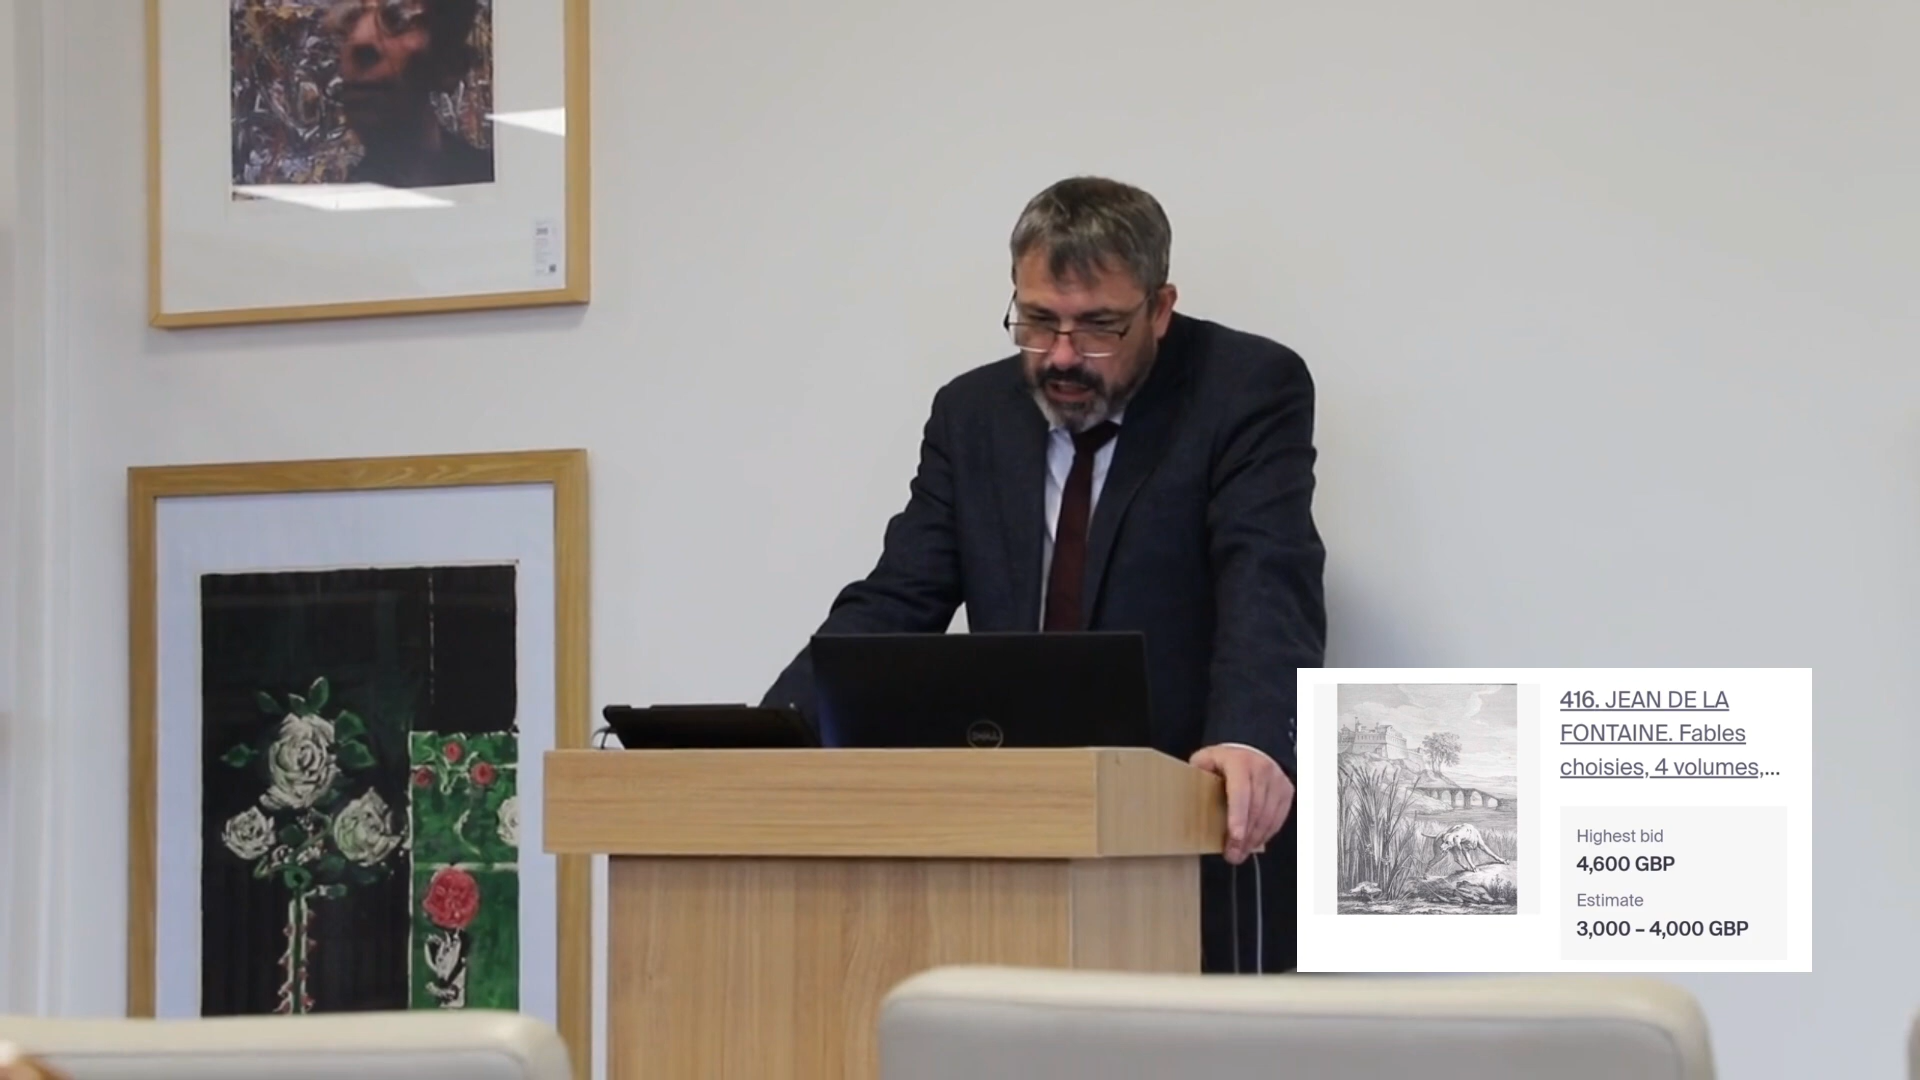 DELL
416. JEAN DE LA
FONTAINE. Fables
choisies, 4 volumes,...
Highest bid
4,600 GBP
Estimate
3,000 – 4,000 GBP